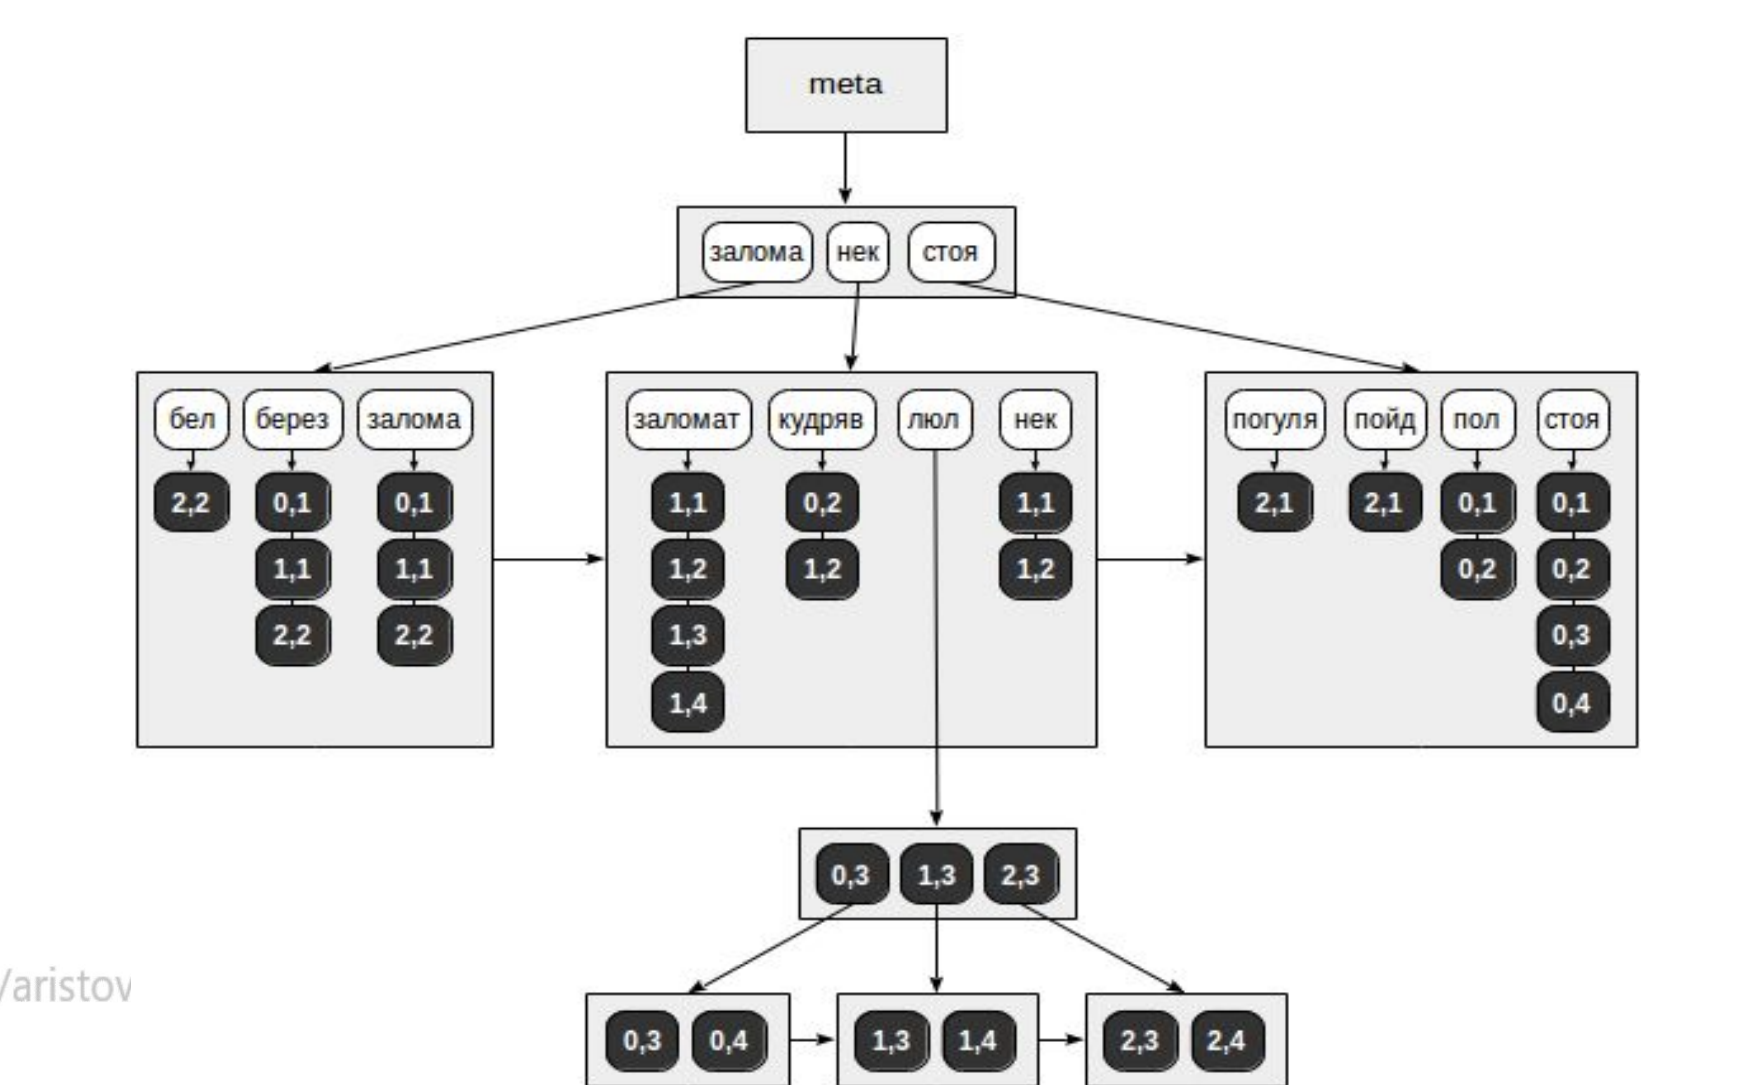 meta
залома нек стоя
бел берез залома заломат кудряв люл нек погуля пойд пол стоя
2,2 0,1 0,1 1,1 0,2 1,1 2,1 2,1 0,1 0,1
1,1 1,1 1,2 1,2 1,2 0,2 0,2
2,2 2,2 1,3 0,3
1,4 0,4
0,3 1,3 2,3
/aristov
0,3 0,4 1,3 1,4 2,3 2,4